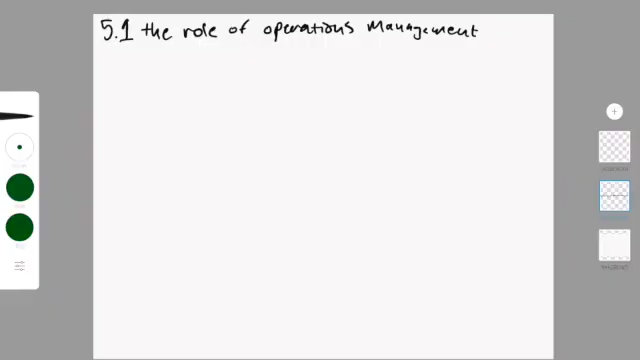 5.1 the role of operations management